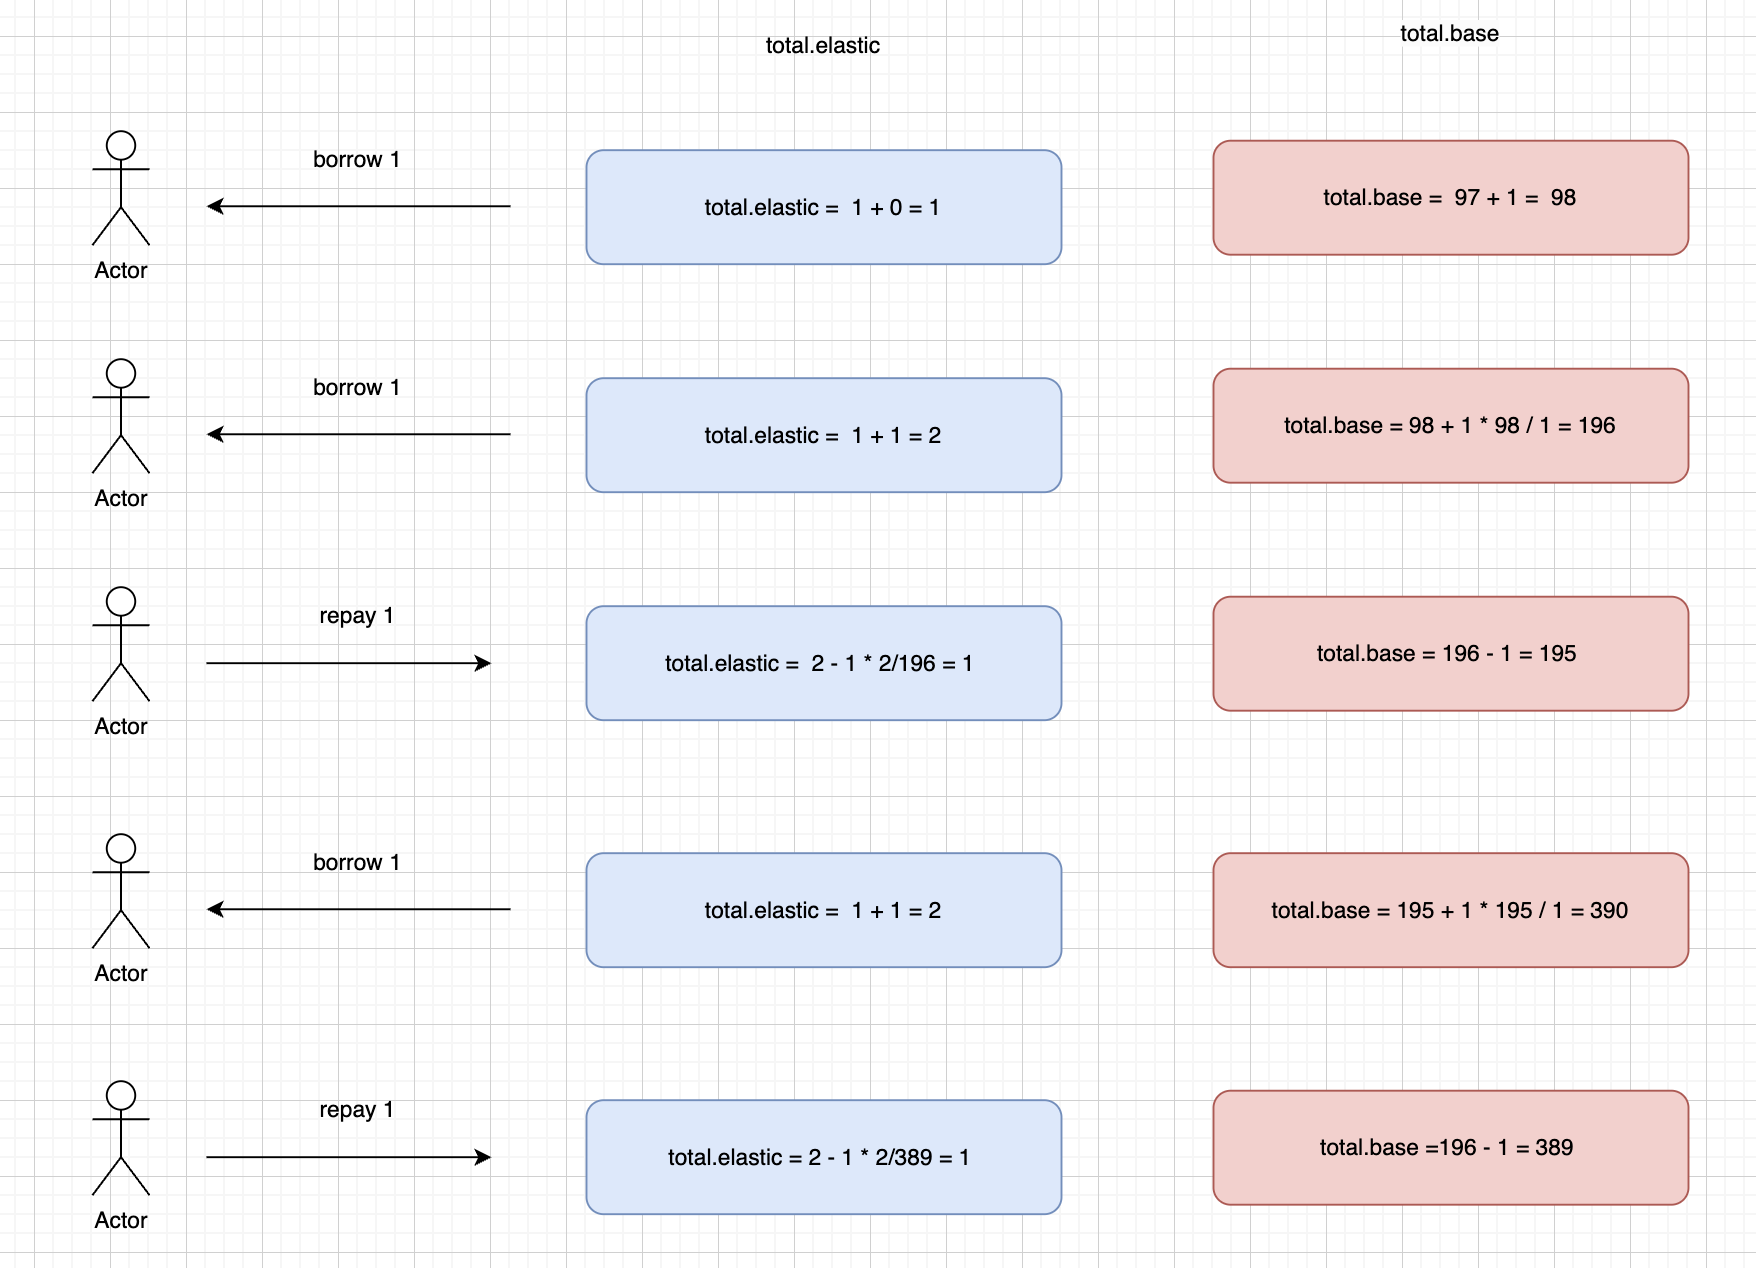 total.elastic
total.base
borrow 1
total.elastic = 1 + 0 = 1
total.base = 97 + 1 = 98
Actor
borrow 1
total.elastic = 1 + 1 = 2
total.base = 98 + 1 * 98 / 1 = 196
Actor
repay 1
total.elastic = 2 - 1 * 2/196 = 1
total.base = 196 - 1 = 195
Actor
borrow 1
total.elastic = 1 + 1 = 2
total.base = 195 + 1 * 195 / 1 = 390
Actor
repay 1
total.elastic = 2 - 1 * 2/389 = 1
total.base =196 - 1 = 389
Actor